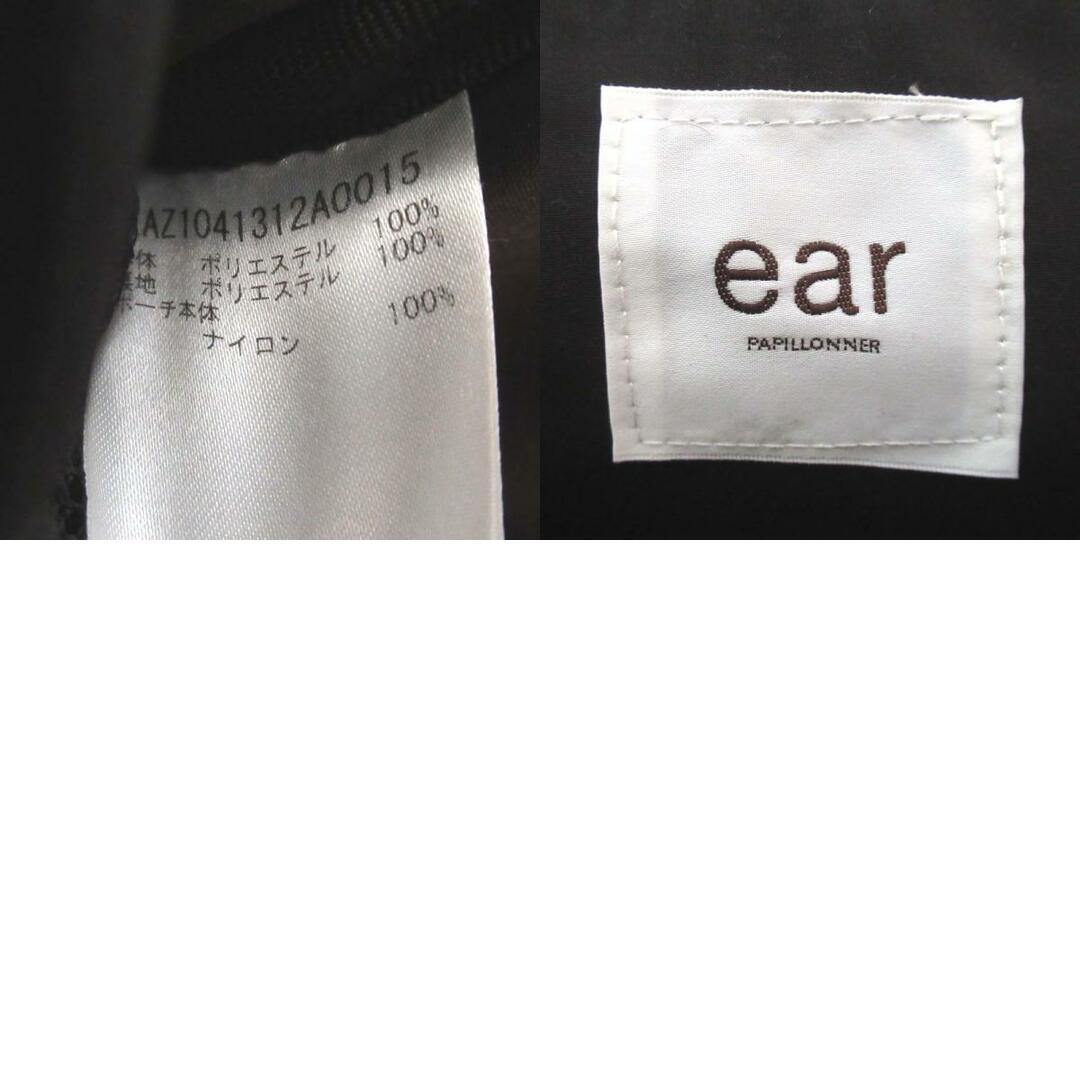 AZ1041312A0015
体 ポリエステル 100%
地 ポリエステル 100%
ポーチ本体
ナイロン 100%
ear
PAPILLONNER